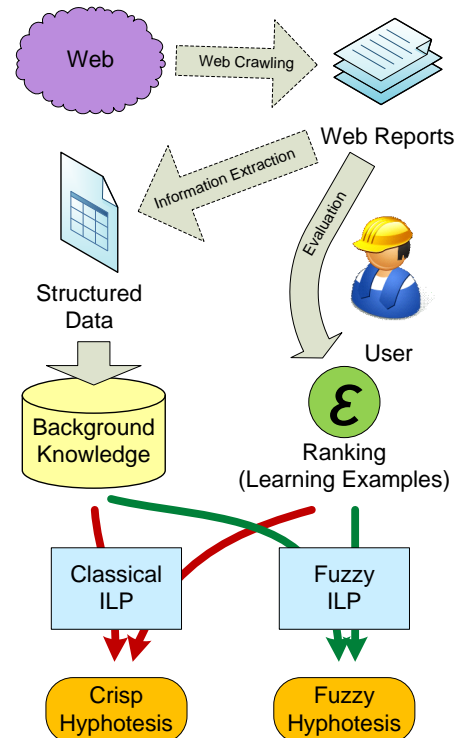 Web
Web Crawling
Web Reports
Information Extraction
Evaluation
Structured
Data
User
Background
Knowledge
ε
Ranking
(Learning Examples)
Classical
ILP
Fuzzy
ILP
Crisp
Hyphotesis
Fuzzy
Hyphotesis